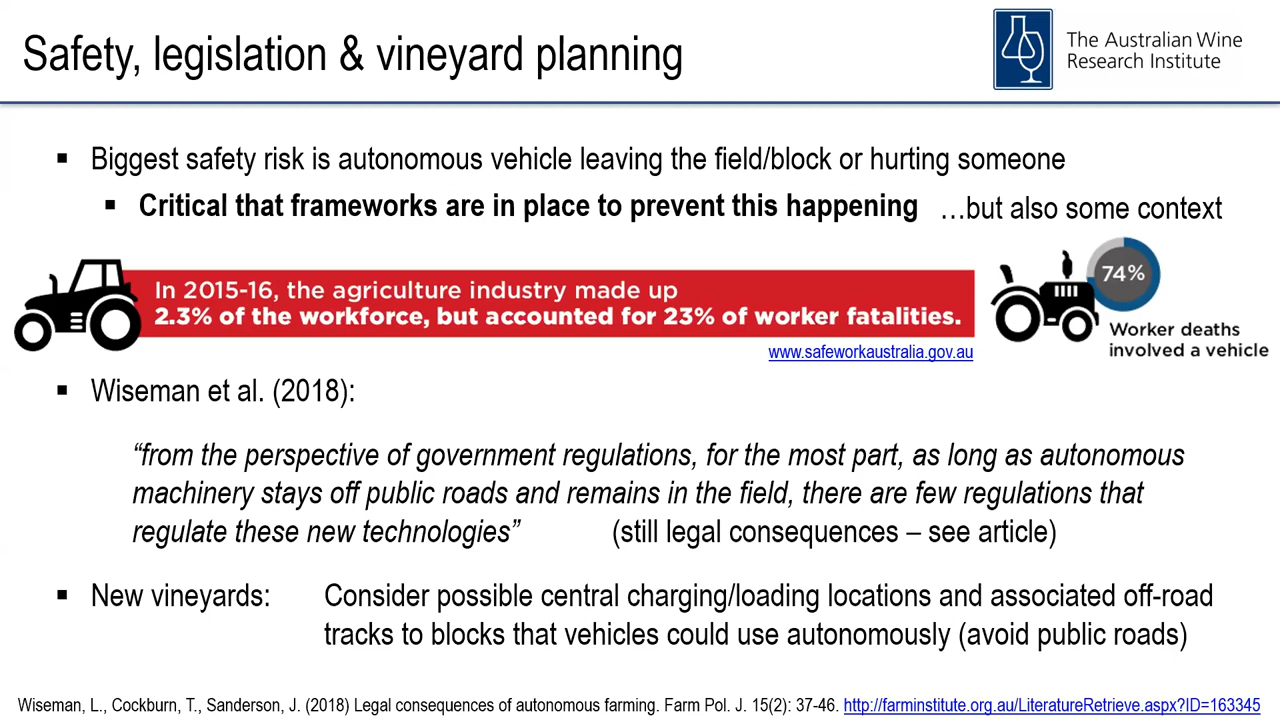 Safety, legislation & vineyard planning
The Australian Wine
Research Institute
▪ Biggest safety risk is autonomous vehicle leaving the field/block or hurting someone
▪ Critical that frameworks are in place to prevent this happening …but also some context
In 2015-16, the agriculture industry made up
2.3% of the workforce, but accounted for 23% of worker fatalities.
74%
Worker deaths
involved a vehicle
www.safeworkaustralia.gov.au
▪ Wiseman et al. (2018):
“from the perspective of government regulations, for the most part, as long as autonomous
machinery stays off public roads and remains in the field, there are few regulations that
regulate these new technologies” (still legal consequences – see article)
▪ New vineyards: Consider possible central charging/loading locations and associated off-road
tracks to blocks that vehicles could use autonomously (avoid public roads)
Wiseman, L., Cockburn, T., Sanderson, J. (2018) Legal consequences of autonomous farming. Farm Pol. J. 15(2): 37-46. http://farminstitute.org.au/LiteratureRetrieve.aspx?ID=163345